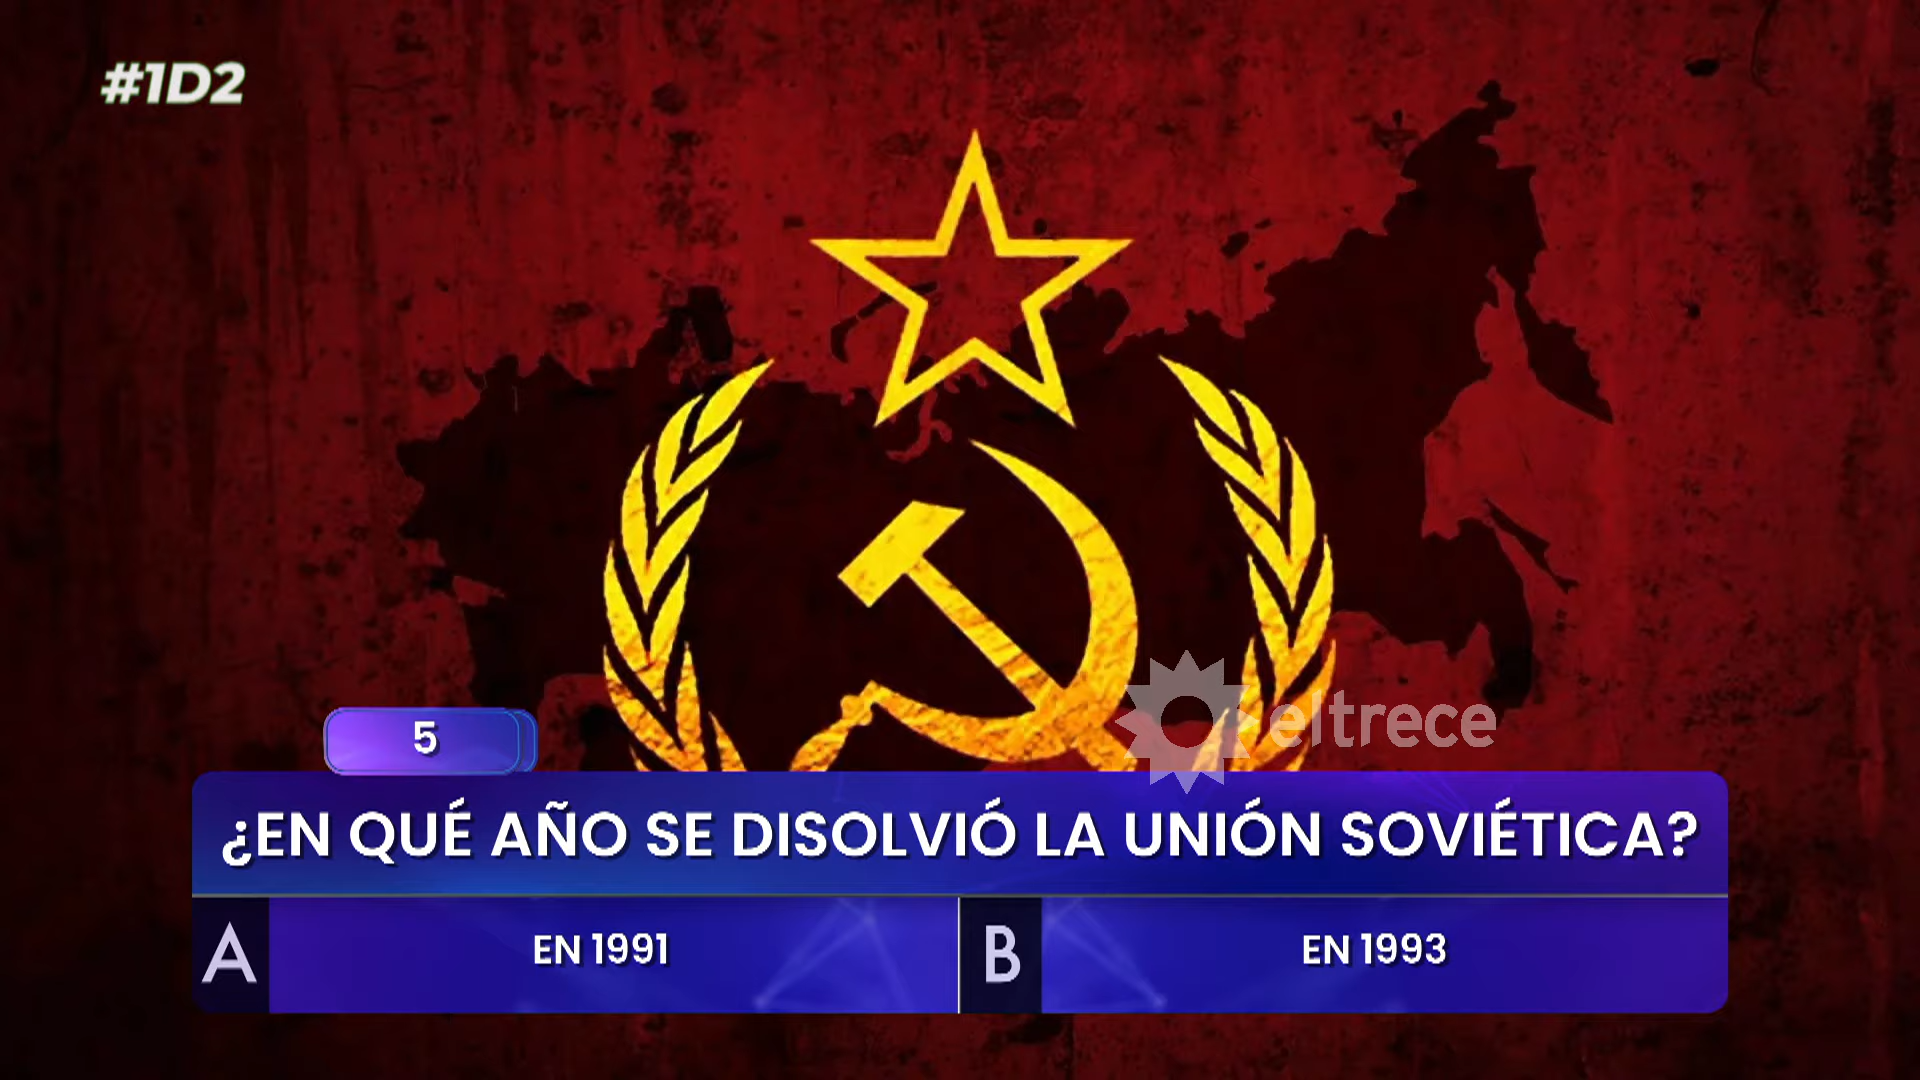 #1D2
eltrece
5
¿EN QUÉ AÑO SE DISOLVIÓ LA UNIÓN SOVIÉTICA?
A EN 1991
B EN 1993